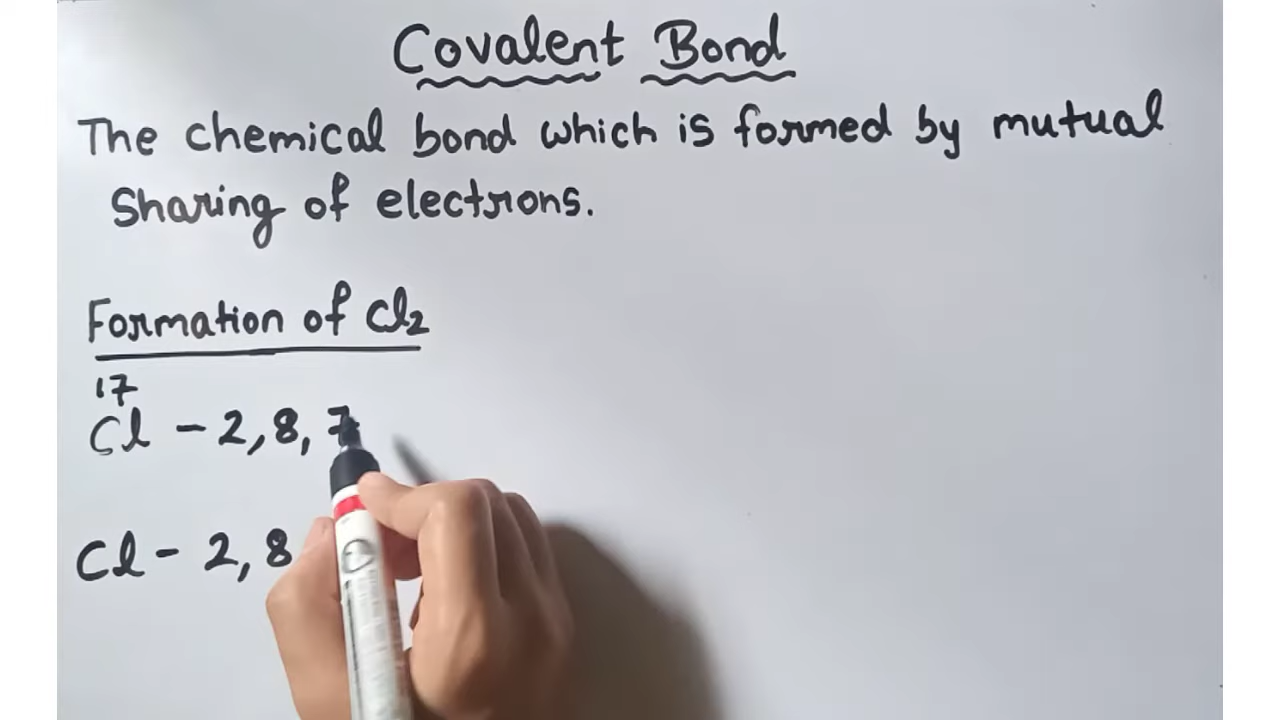 Covalent Bond
The chemical bond which is formed by mutual
Sharing of electrons.
Formation of Cl₂
17
Cl - 2, 8, 7
Cl - 2, 8